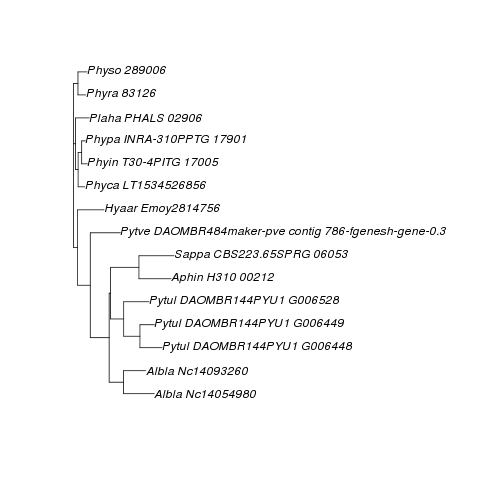 Physo 289006
Phyra 83126
Plaha PHALS 02906
Phypa INRA-310PPTG 17901
Phyin T30-4PITG 17005
Phyca LT1534526856
Hyaar Emoy2814756
Pytve DAOMBR484maker-pve contig 786-fgenesh-gene-0.3
Sappa CBS223.65SPRG 06053
Aphin H310 00212
Pytul DAOMBR144PYU1 G006528
Pytul DAOMBR144PYU1 G006449
Pytul DAOMBR144PYU1 G006448
Albla Nc14093260
Albla Nc14054980